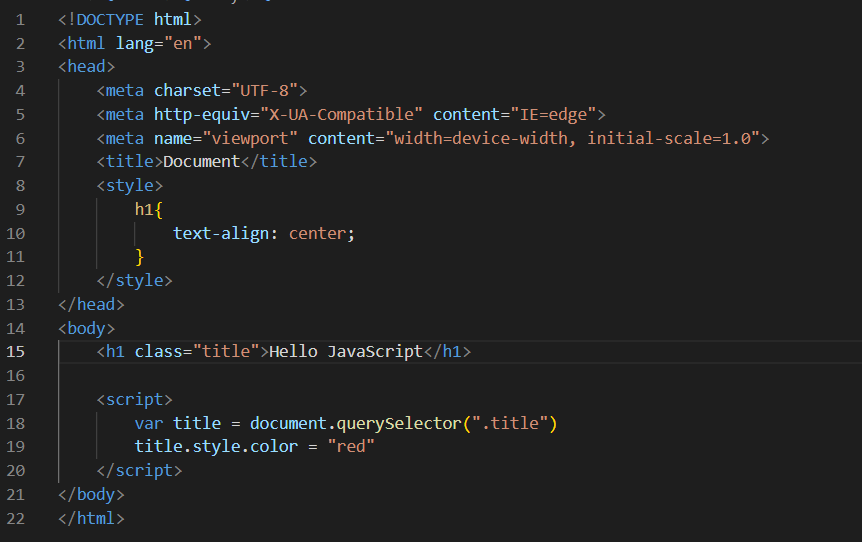 1 <!DOCTYPE html>
2 <html lang="en">
3 <head>
4     <meta charset="UTF-8">
5     <meta http-equiv="X-UA-Compatible" content="IE=edge">
6     <meta name="viewport" content="width=device-width, initial-scale=1.0">
7     <title>Document</title>
8     <style>
9         h1{
10             text-align: center;
11         }
12     </style>
13 </head>
14 <body>
15     <h1 class="title">Hello JavaScript</h1>
16
17     <script>
18         var title = document.querySelector(".title")
19         title.style.color = "red"
20     </script>
21 </body>
22 </html>